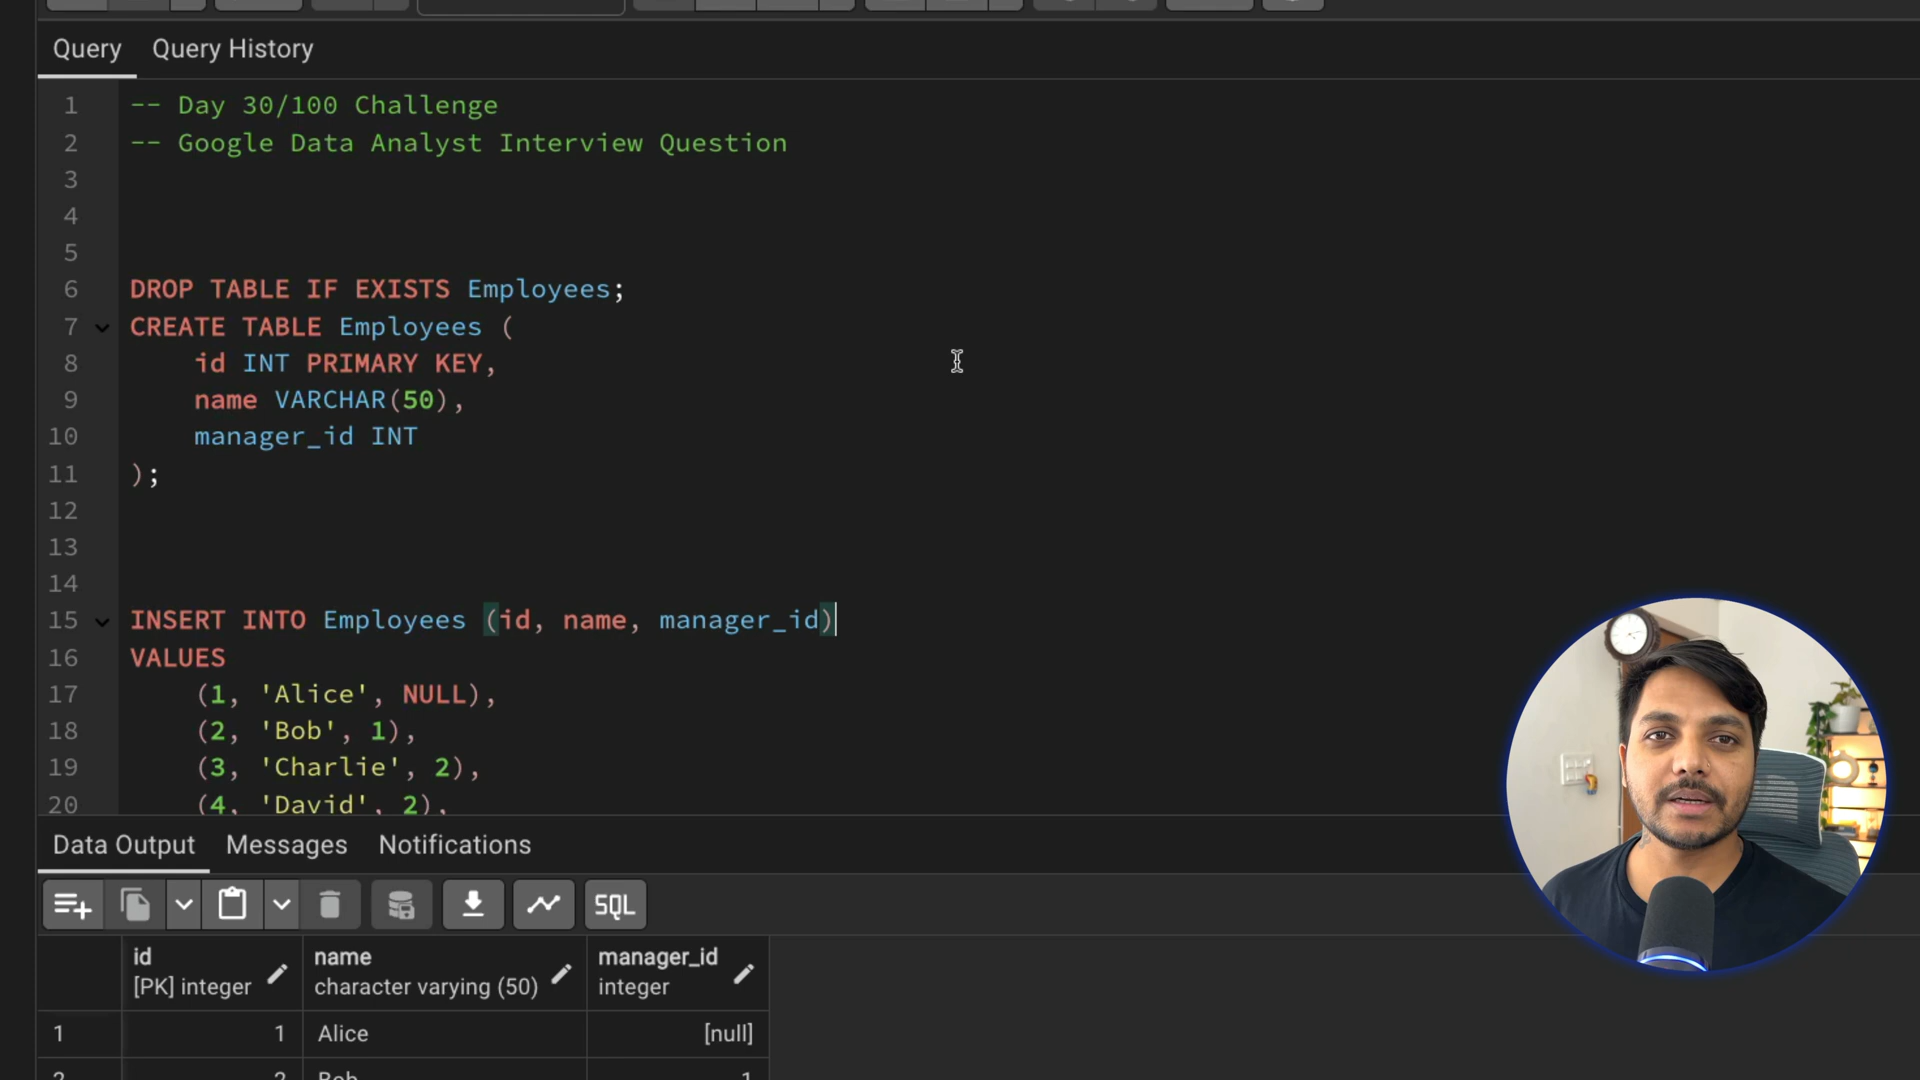 Query Query History
1 -- Day 30/100 Challenge
2 -- Google Data Analyst Interview Question
3
4
5
6 DROP TABLE IF EXISTS Employees;
7 CREATE TABLE Employees (
8 id INT PRIMARY KEY,
9 name VARCHAR(50),
10 manager_id INT
11 );
12
13
14
15 INSERT INTO Employees (id, name, manager_id)
16 VALUES
17 (1, 'Alice', NULL),
18 (2, 'Bob', 1),
19 (3, 'Charlie', 2),
20 (4, 'David', 2),
Data Output Messages Notifications
SQL
id name manager_id
[PK] integer character varying (50) integer
1 1 Alice [null]
2 2 Bob 1